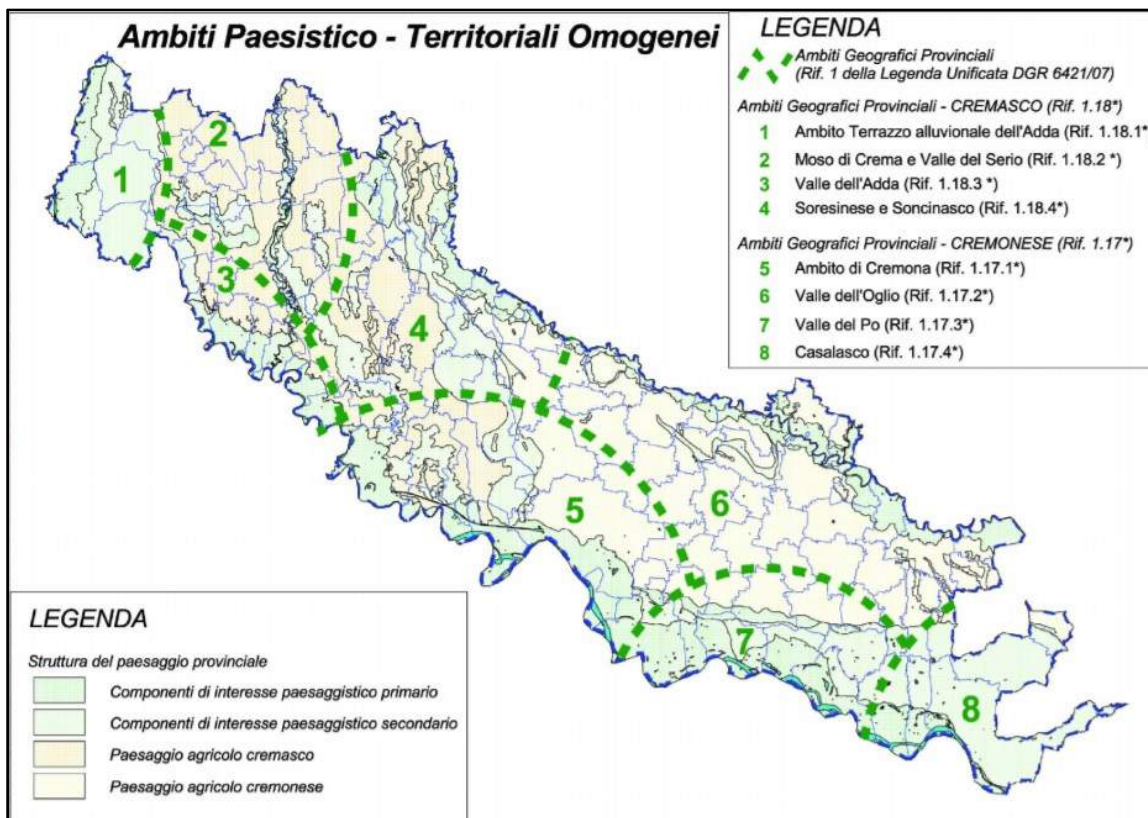 Ambiti Paesistico - Territoriali Omogenei
LEGENDA
Ambiti Geografici Provinciali
(Rif. 1 della Legenda Unificata DGR 6421/07)
Ambiti Geografici Provinciali - CREMASCO (Rif. 1.18*)
1 Ambito Terrazzo alluvionale dell'Adda (Rif. 1.18.1*
2 Moso di Crema e Valle del Serio (Rif. 1.18.2 *)
3 Valle dell'Adda (Rif. 1.18.3 *)
4 Soresinese e Soncinasco (Rif. 1.18.4*)
Ambiti Geografici Provinciali - CREMONESE (Rif. 1.17*)
5 Ambito di Cremona (Rif. 1.17.1*)
6 Valle dell'Oglio (Rif. 1.17.2*)
7 Valle del Po (Rif. 1.17.3*)
8 Casalasco (Rif. 1.17.4*)
2
1
3
4
6
5
7
8
LEGENDA
Struttura del paesaggio provinciale
Componenti di interesse paesaggistico primario
Componenti di interesse paesaggistico secondario
Paesaggio agricolo cremasco
Paesaggio agricolo cremonese